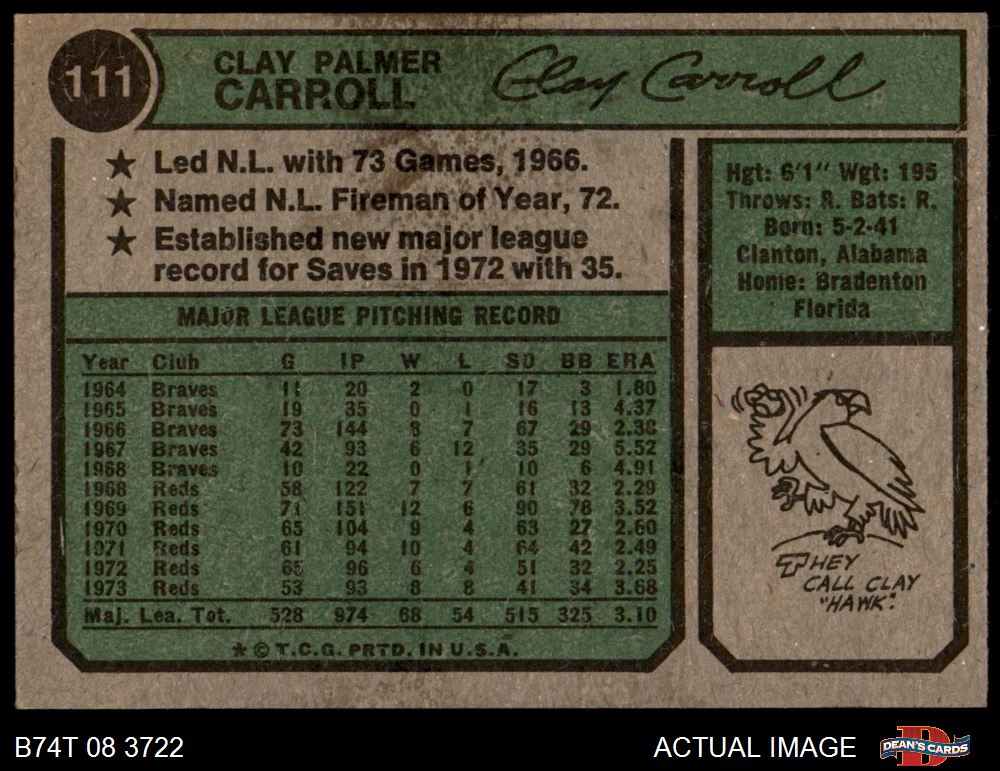 111
CLAY PALMER
CARROLL
Clay Carroll
★ Led N.L. with 73 Games, 1966.
★ Named N.L. Fireman of Year, 72.
★ Established new major league
record for Saves in 1972 with 35.
Hgt: 6'1" Wgt: 195
Throws: R. Bats: R.
Born: 5-2-41
Clanton, Alabama
Home: Bradenton
Florida
MAJOR LEAGUE PITCHING RECORD
Year Club G IP W L SO BB ERA
1964 Braves 11 20 2 0 17 3 1.80
1965 Braves 19 35 0 1 16 13 4.37
1966 Braves 73 144 8 7 67 29 2.38
1967 Braves 42 93 6 12 35 29 5.52
1968 Braves 10 22 0 1 10 6 4.91
1968 Reds 58 122 7 7 61 32 2.29
1969 Reds 71 151 12 6 90 78 3.52
1970 Reds 65 104 9 4 63 27 2.60
1971 Reds 61 94 10 4 64 42 2.49
1972 Reds 65 96 6 4 51 32 2.25
1973 Reds 53 93 8 8 41 34 3.68
Maj. Lea. Tot. 528 974 68 54 515 325 3.10
* © T.C.G. PRTD. IN U.S.A.
THEY
CALL CLAY
"HAWK".
B74T 08 3722
ACTUAL IMAGE
DEAN'S CARDS